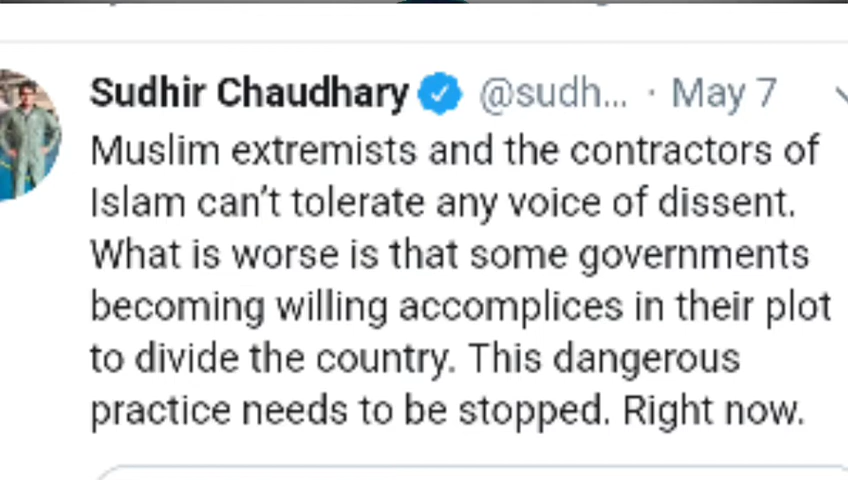 Sudhir Chaudhary @sudh... · May 7
Muslim extremists and the contractors of
Islam can't tolerate any voice of dissent.
What is worse is that some governments
becoming willing accomplices in their plot
to divide the country. This dangerous
practice needs to be stopped. Right now.